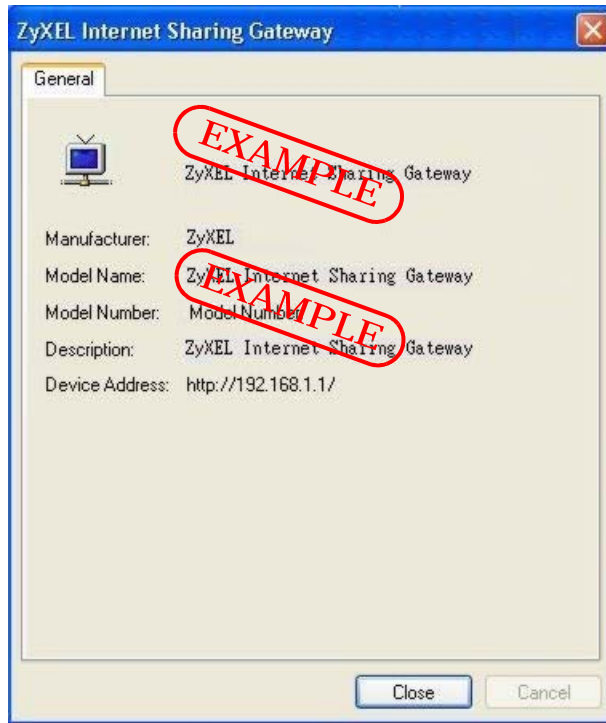 ZyXEL Internet Sharing Gateway
General
EXAMPLE
ZyXEL Internet Sharing Gateway
Manufacturer: ZyXEL
Model Name: ZyXEL Internet Sharing Gateway
EXAMPLE
Model Number: Model Number
Description: ZyXEL Internet Sharing Gateway
Device Address: http://192.168.1.1/
Close Cancel